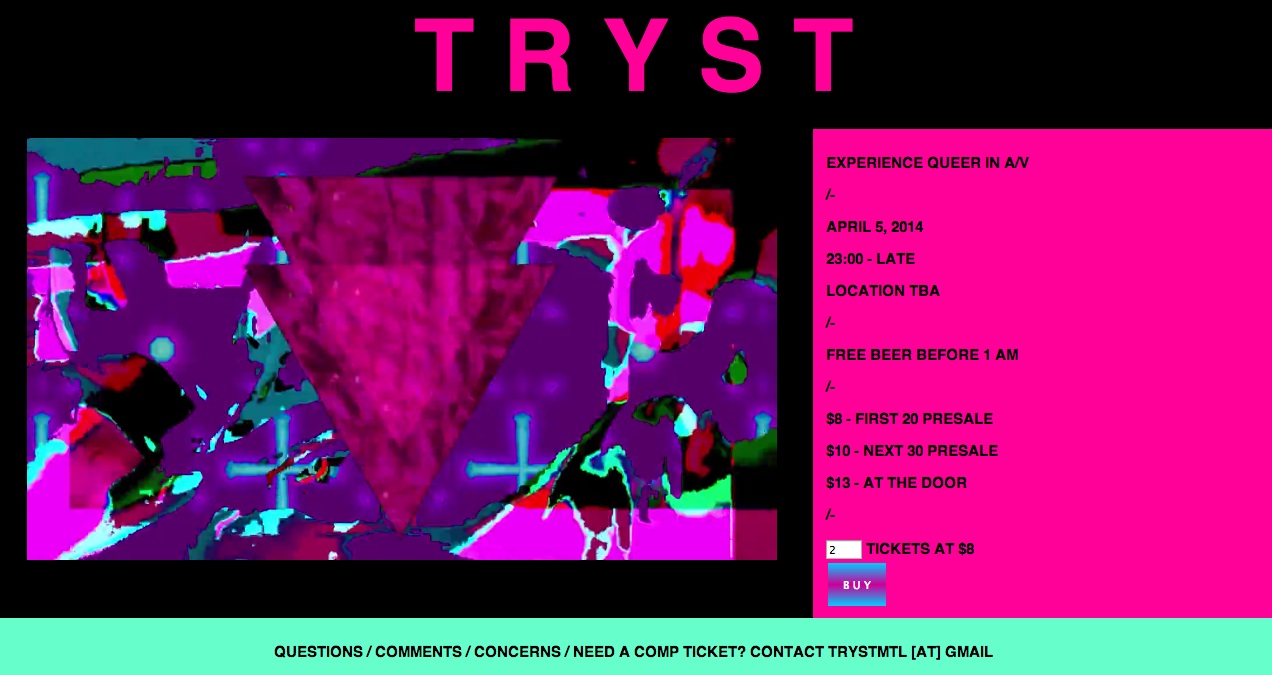 T R Y S T
EXPERIENCE QUEER IN A/V
/-
APRIL 5, 2014
23:00 - LATE
LOCATION TBA
/-
FREE BEER BEFORE 1 AM
/-
$8 - FIRST 20 PRESALE
$10 - NEXT 30 PRESALE
$13 - AT THE DOOR
/-
2 TICKETS AT $8
BUY
QUESTIONS / COMMENTS / CONCERNS / NEED A COMP TICKET? CONTACT TRYSTMTL [AT] GMAIL